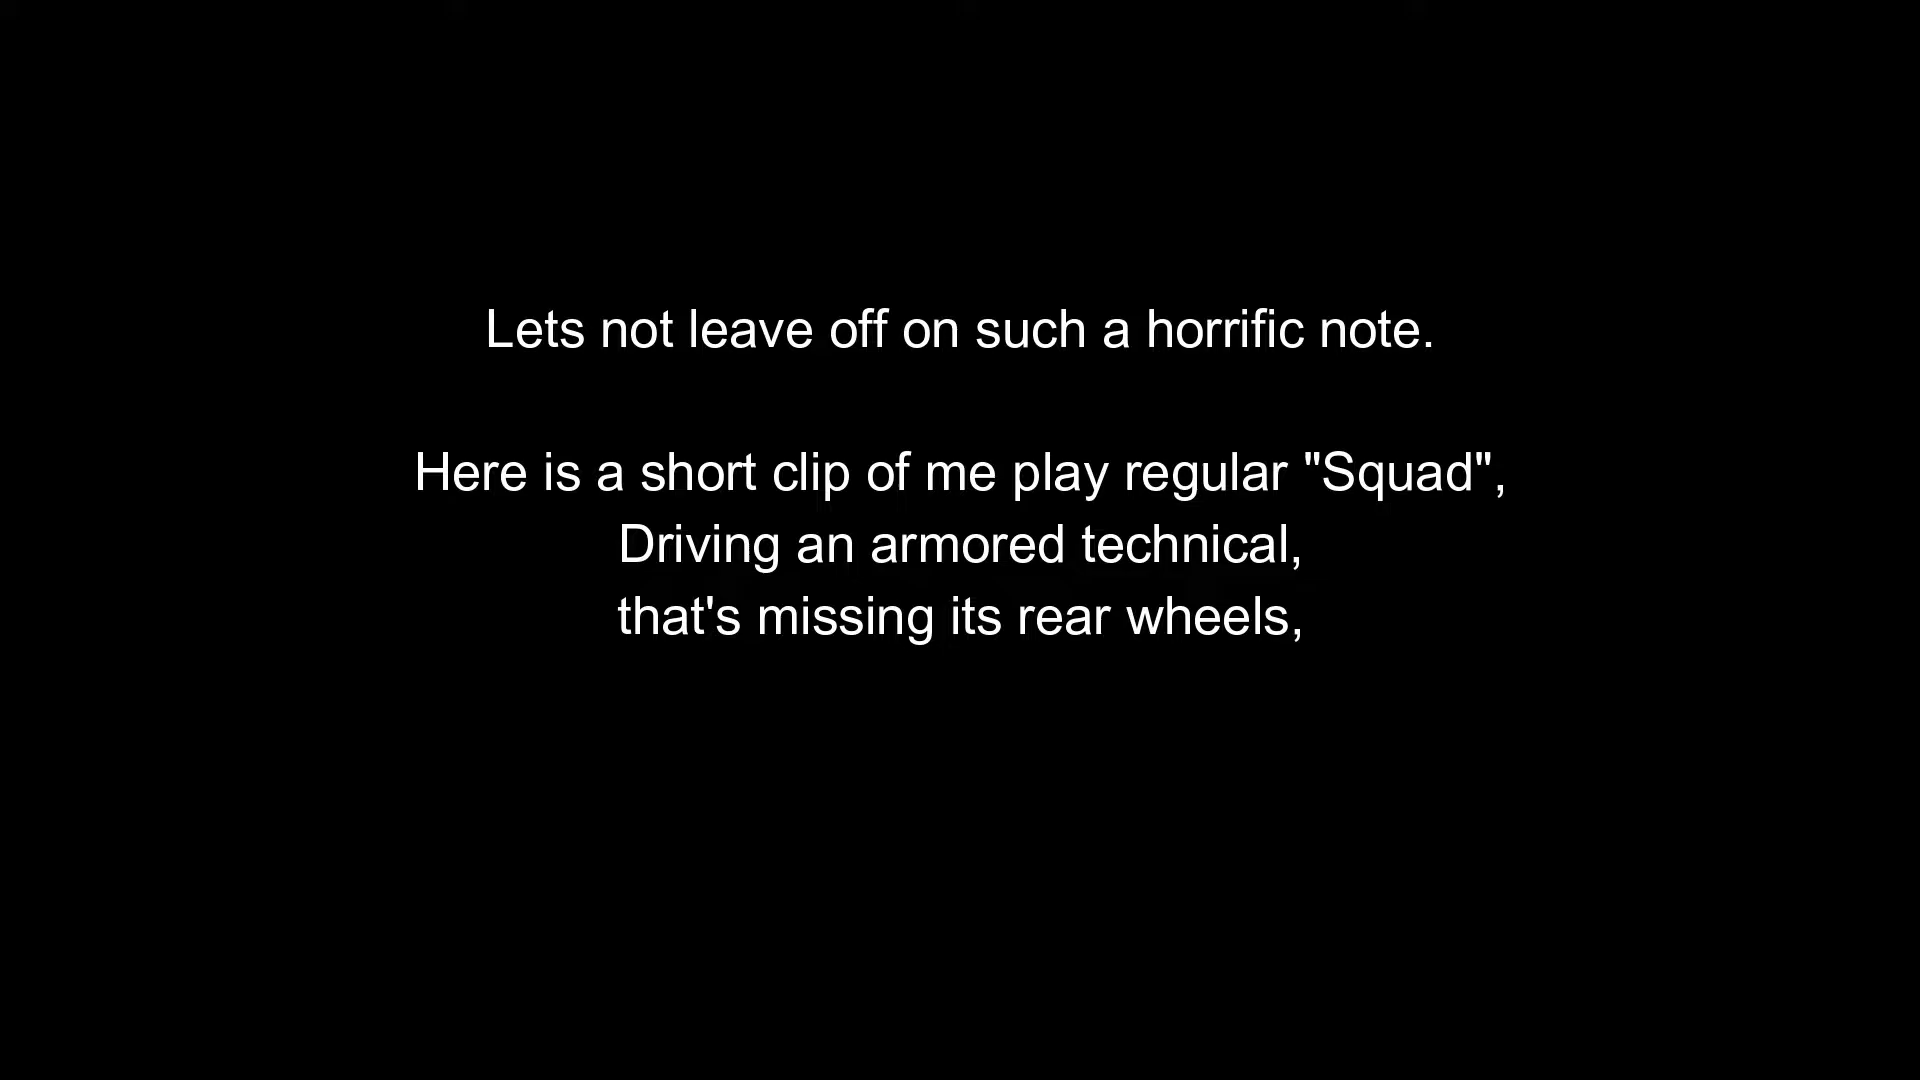 Lets not leave off on such a horrific note.
Here is a short clip of me play regular "Squad",
Driving an armored technical,
that's missing its rear wheels,